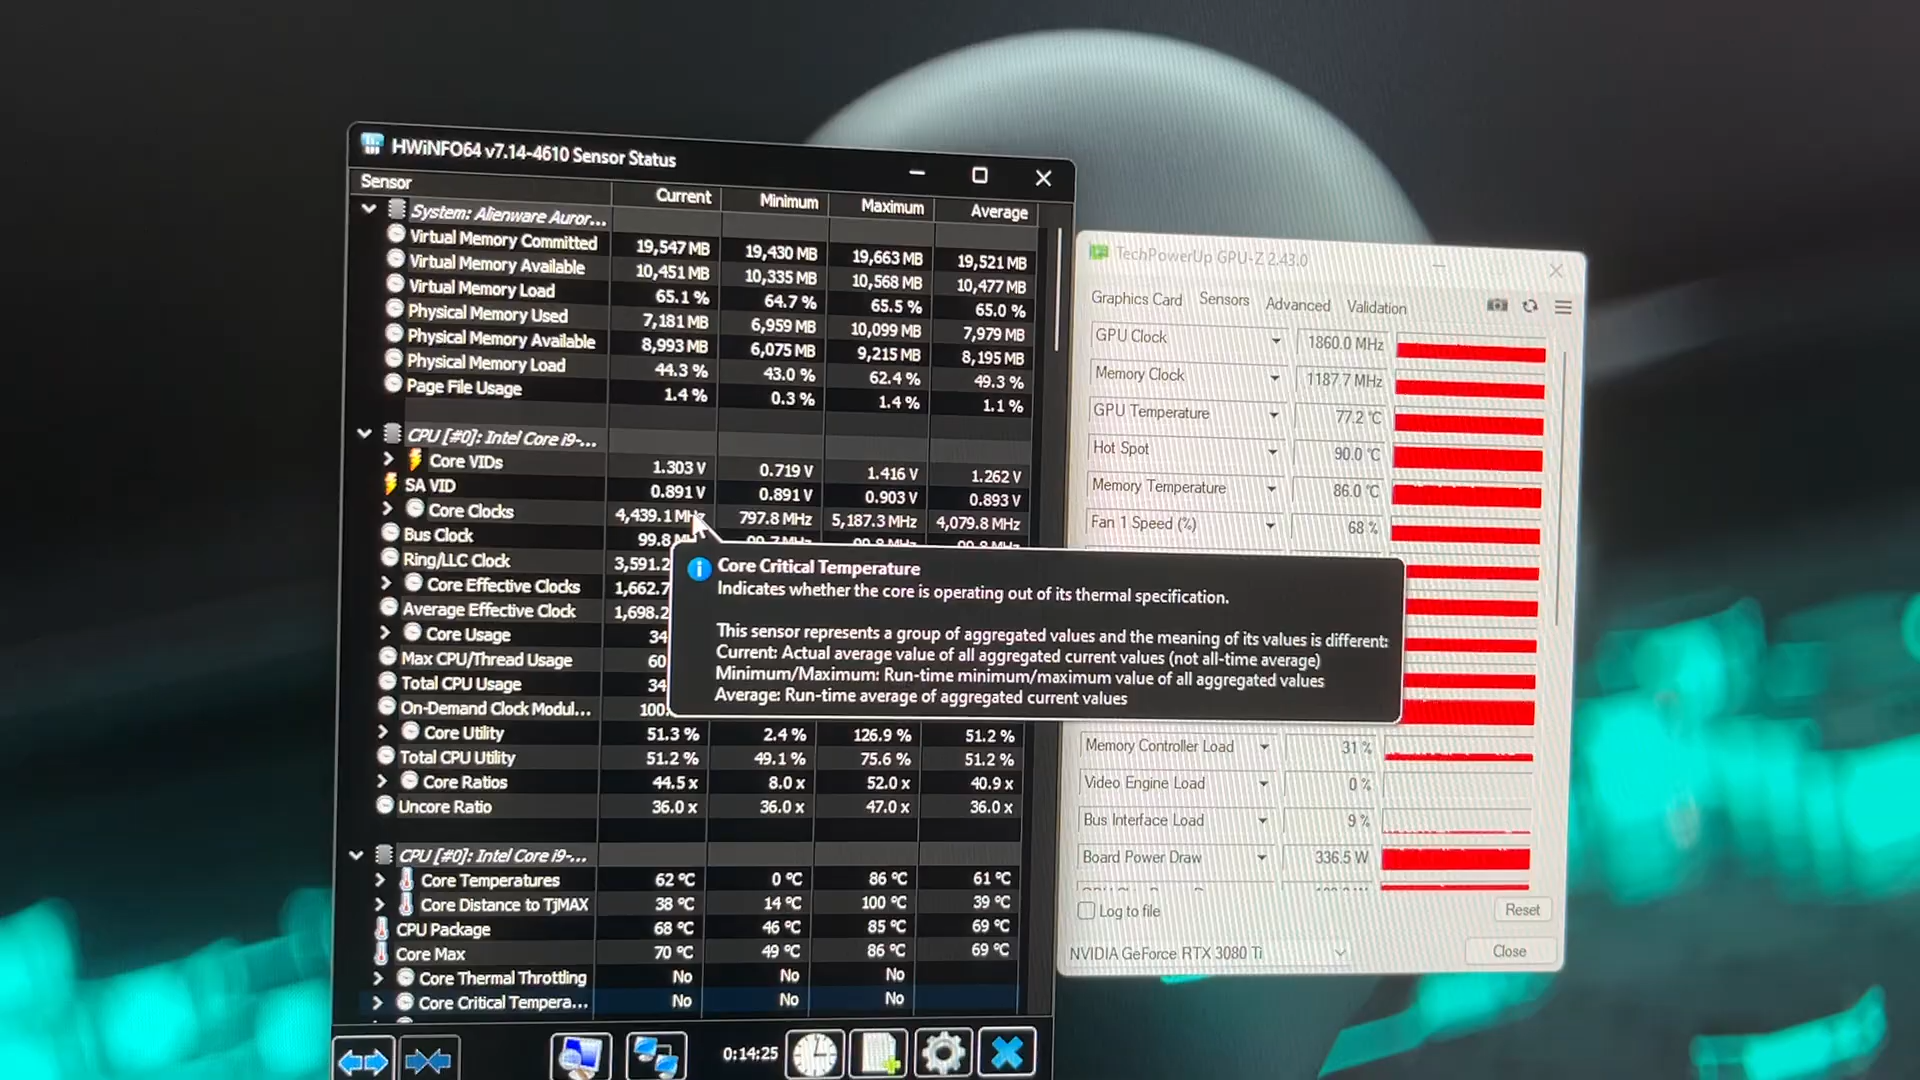 HWiNFO64 v7.14-4610 Sensor Status
Sensor Current Minimum Maximum Average
System: Alienware Auror...
Virtual Memory Committed 19,547 MB 19,430 MB 19,663 MB 19,521 MB
Virtual Memory Available 10,451 MB 10,335 MB 10,568 MB 10,477 MB
Virtual Memory Load 65.1 % 64.7 % 65.5 % 65.0 %
Physical Memory Used 7,181 MB 6,959 MB 10,099 MB 7,979 MB
Physical Memory Available 8,993 MB 6,075 MB 9,215 MB 8,195 MB
Physical Memory Load 44.3 % 43.0 % 62.4 % 49.3 %
Page File Usage 1.4 % 0.3 % 1.4 % 1.1 %
CPU [#0]: Intel Core i9-...
Core VIDs 1.303 V 0.719 V 1.416 V 1.262 V
SA VID 0.891 V 0.891 V 0.903 V 0.893 V
Core Clocks 4,439.1 MHz 797.8 MHz 5,187.3 MHz 4,079.8 MHz
Bus Clock 99.8
Ring/LLC Clock 3,591.2
Core Effective Clocks 1,662.7
Average Effective Clock 1,698.2
Core Usage 34
Max CPU/Thread Usage 60
Total CPU Usage 34
On-Demand Clock Modul... 100.
Core Utility 51.3 % 2.4 % 126.9 % 51.2 %
Total CPU Utility 51.2 % 49.1 % 75.6 % 51.2 %
Core Ratios 44.5 x 8.0 x 52.0 x 40.9 x
Uncore Ratio 36.0 x 36.0 x 47.0 x 36.0 x
CPU [#0]: Intel Core i9-...
Core Temperatures 62 °C 0 °C 86 °C 61 °C
Core Distance to TjMAX 38 °C 14 °C 100 °C 39 °C
CPU Package 68 °C 46 °C 85 °C 69 °C
Core Max 70 °C 49 °C 86 °C 69 °C
Core Thermal Throttling No No No
Core Critical Tempera... No No No
0:14:25
Core Critical Temperature
Indicates whether the core is operating out of its thermal specification.
This sensor represents a group of aggregated values and the meaning of its values is different:
Current: Actual average value of all aggregated current values (not all-time average)
Minimum/Maximum: Run-time minimum/maximum value of all aggregated values
Average: Run-time average of aggregated current values
TechPowerUp GPU-Z 2.43.0
Graphics Card Sensors Advanced Validation
GPU Clock 1860.0 MHz
Memory Clock 1187.7 MHz
GPU Temperature 77.2 °C
Hot Spot 90.0 °C
Memory Temperature 86.0 °C
Fan 1 Speed (%) 68 %
Memory Controller Load 31 %
Video Engine Load 0 %
Bus Interface Load 9 %
Board Power Draw 336.5 W
Log to file
Reset
NVIDIA GeForce RTX 3080 Ti
Close